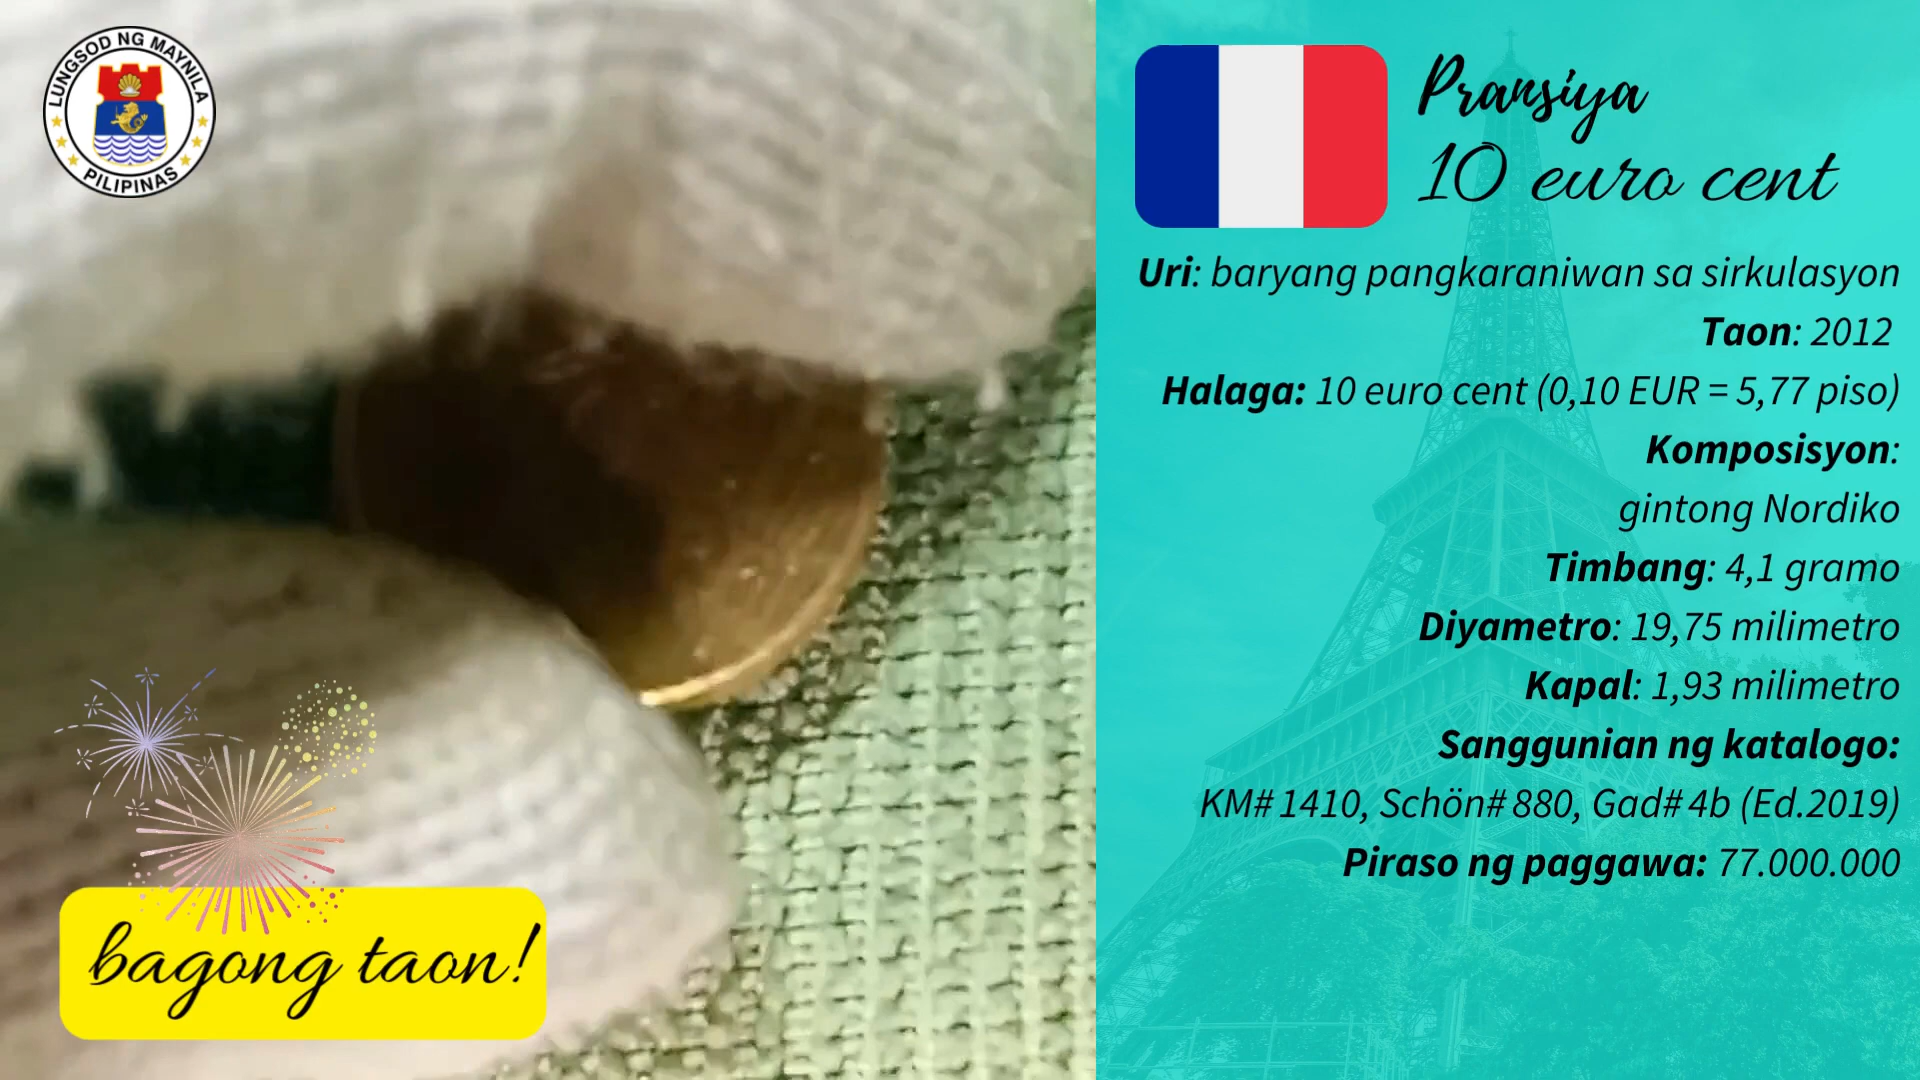 LUNGSOD NG MAYNILA
PILIPINAS
bagong taon!
Pransiya
10 euro cent
Uri: baryang pangkaraniwan sa sirkulasyon
Taon: 2012
Halaga: 10 euro cent (0,10 EUR = 5,77 piso)
Komposisyon:
gintong Nordiko
Timbang: 4,1 gramo
Diyametro: 19,75 milimetro
Kapal: 1,93 milimetro
Sanggunian ng katalogo:
KM# 1410, Schön# 880, Gad# 4b (Ed.2019)
Piraso ng paggawa: 77.000.000